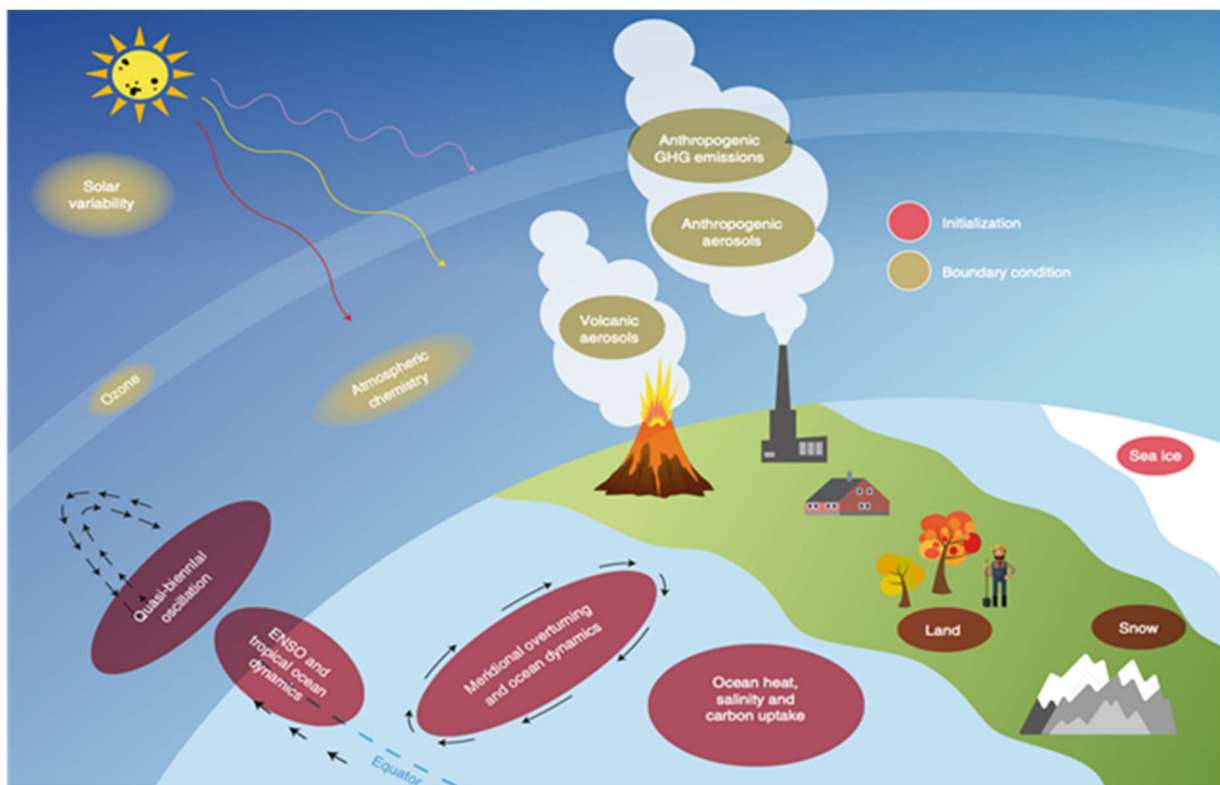 Anthropogenic
GHG emissions
Solar
variability
Anthropogenic
aerosols
Initialization
Boundary condition
Volcanic
aerosols
Ozone
Atmospheric
chemistry
Sea ice
Quasi-biennial
oscillation
ENSO and
tropical ocean
dynamics
Meridional overturning
and ocean dynamics
Ocean heat,
salinity and
carbon uptake
Land
Snow
Equator